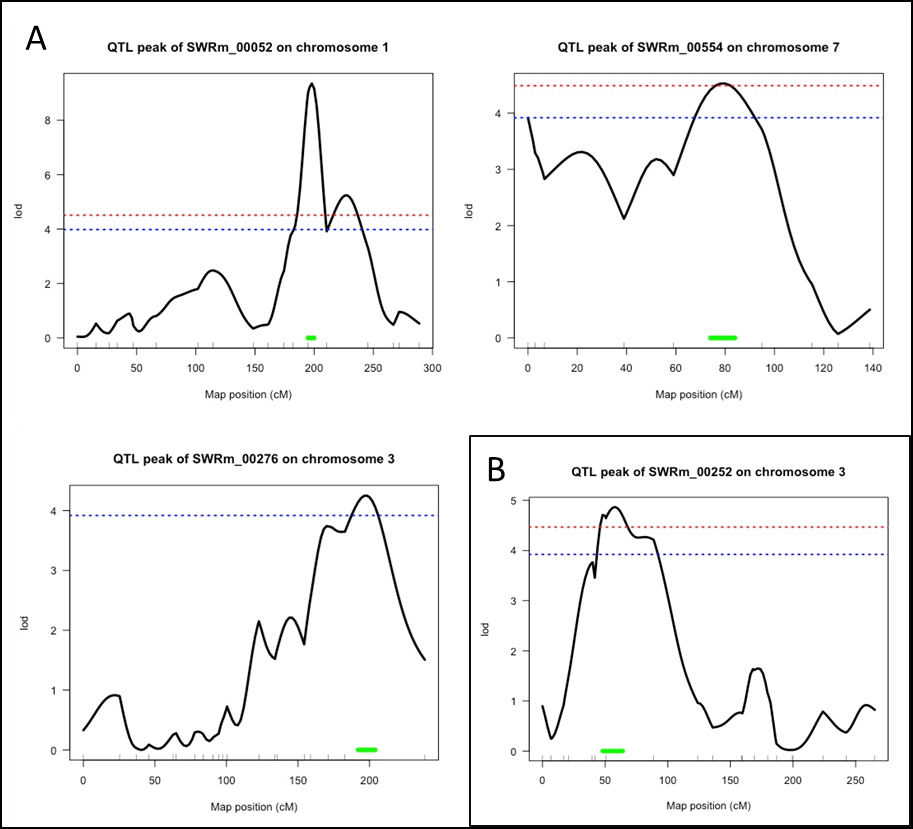 A
QTL peak of SWRm_00052 on chromosome 1
8
6
4
2
0
lod
0 50 100 150 200 250 300
Map position (cM)
QTL peak of SWRm_00554 on chromosome 7
4
3
2
1
0
lod
0 20 40 60 80 100 120 140
Map position (cM)
QTL peak of SWRm_00276 on chromosome 3
4
3
2
1
0
lod
0 50 100 150 200
Map position (cM)
B
QTL peak of SWRm_00252 on chromosome 3
5
4
3
2
1
0
lod
0 50 100 150 200 250
Map position (cM)